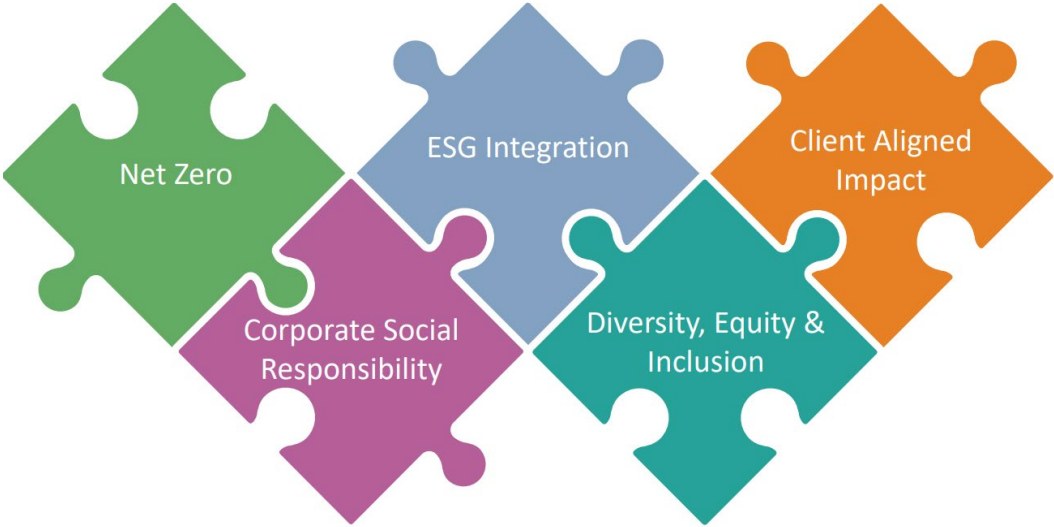 Net Zero
ESG Integration
Client Aligned
Impact
Corporate Social
Responsibility
Diversity, Equity &
Inclusion